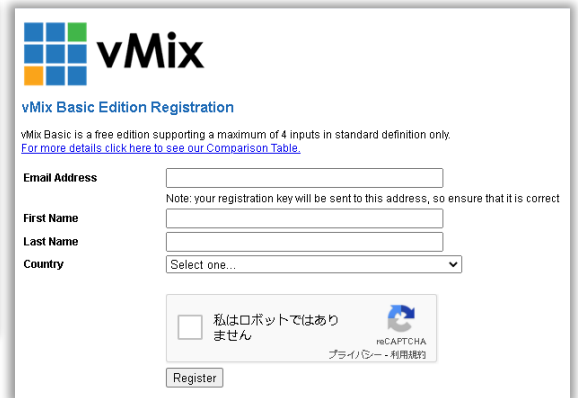 vMix
vMix Basic Edition Registration
vMix Basic is a free edition supporting a maximum of 4 inputs in standard definition only.
For more details click here to see our Comparison Table.
Email Address
Note: your registration key will be sent to this address, so ensure that it is correct
First Name
Last Name
Country
Select one...
私はロボットではあり
ません
reCAPTCHA
プライバシー - 利用規約
Register